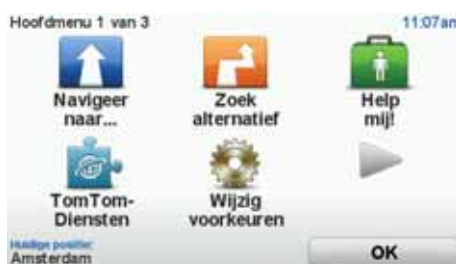 Hoofdmenu 1 van 3
11:07am
Navigeer naar...
Zoek alternatief
Help mij!
TomTom-
Diensten
Wijzig
voorkeuren
Huidige positie:
Amsterdam
OK